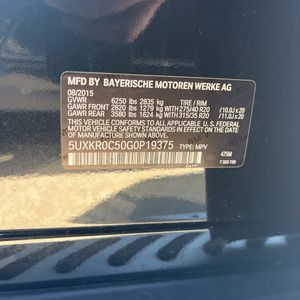 MFD BY BAYERISCHE MOTOREN WERKE AG
08/2015
GVWR 6250 lbs 2835 kg TIRE / RIM
GAWR FRONT 2820 lbs 1279 kg WITH 275/40 R20 / 10.0J x 20
GAWR REAR 3580 lbs 1624 kg WITH 315/35 R20 / 11.0J x 20
THIS VEHICLE CONFORMS TO ALL APPLICABLE
U.S. FEDERAL MOTOR VEHICLE SAFETY
STANDARDS IN EFFECT ON THE DATE OF
MANUFACTURE SHOWN ABOVE.
5UXKR0C50G0P19375 TYPE: MPV
475M